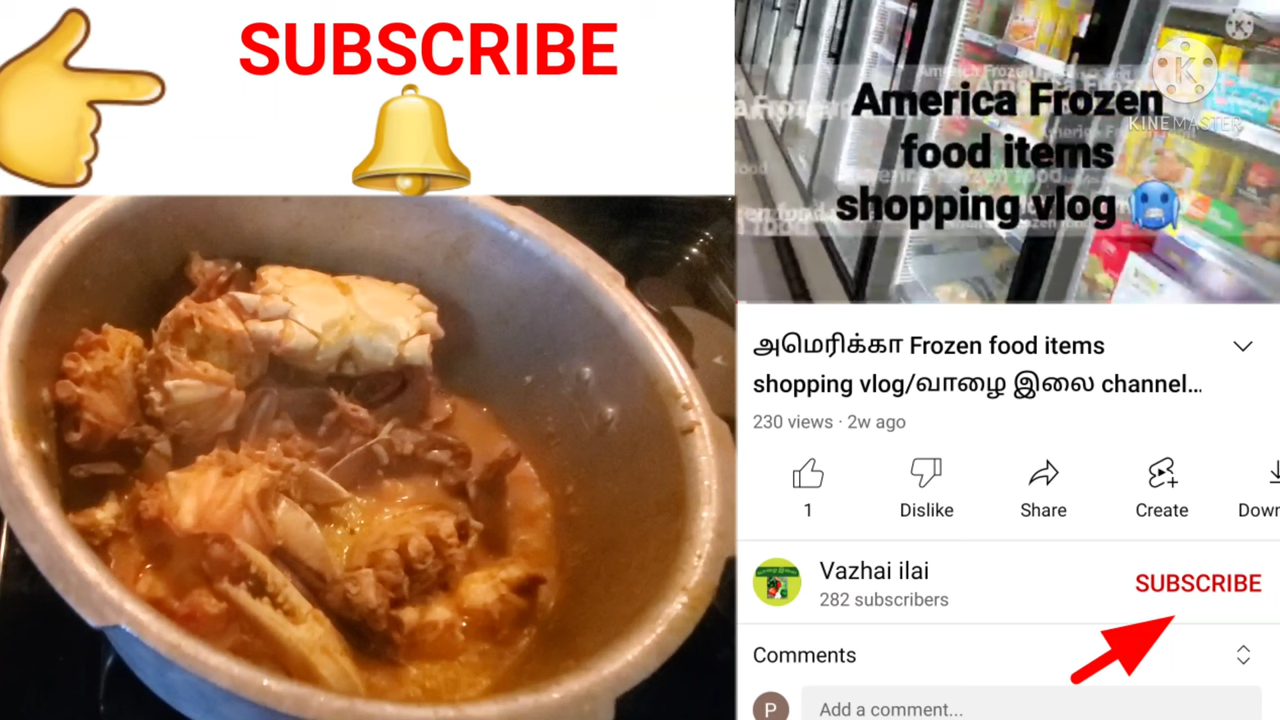 SUBSCRIBE
America Frozen
food items
shopping vlog
KINEMASTER
அமெரிக்கா Frozen food items
shopping vlog/வாழை இலை channel...
230 views · 2w ago
1
Dislike
Share
Create
Down
Vazhai ilai
282 subscribers
SUBSCRIBE
Comments
P
Add a comment...